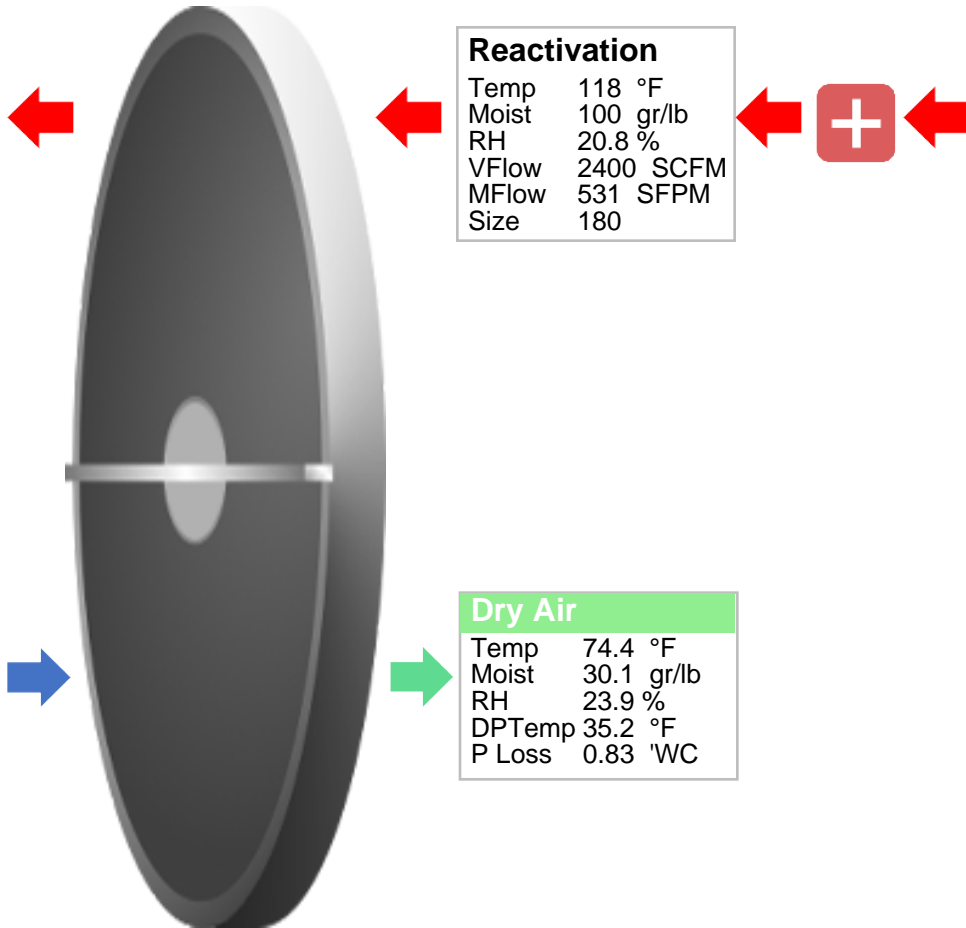 Reactivation
Temp 118 °F
Moist 100 gr/lb
RH 20.8 %
VFlow 2400 SCFM
MFlow 531 SFPM
Size 180
Dry Air
Temp 74.4 °F
Moist 30.1 gr/lb
RH 23.9 %
DPTemp 35.2 °F
P Loss 0.83 'WC